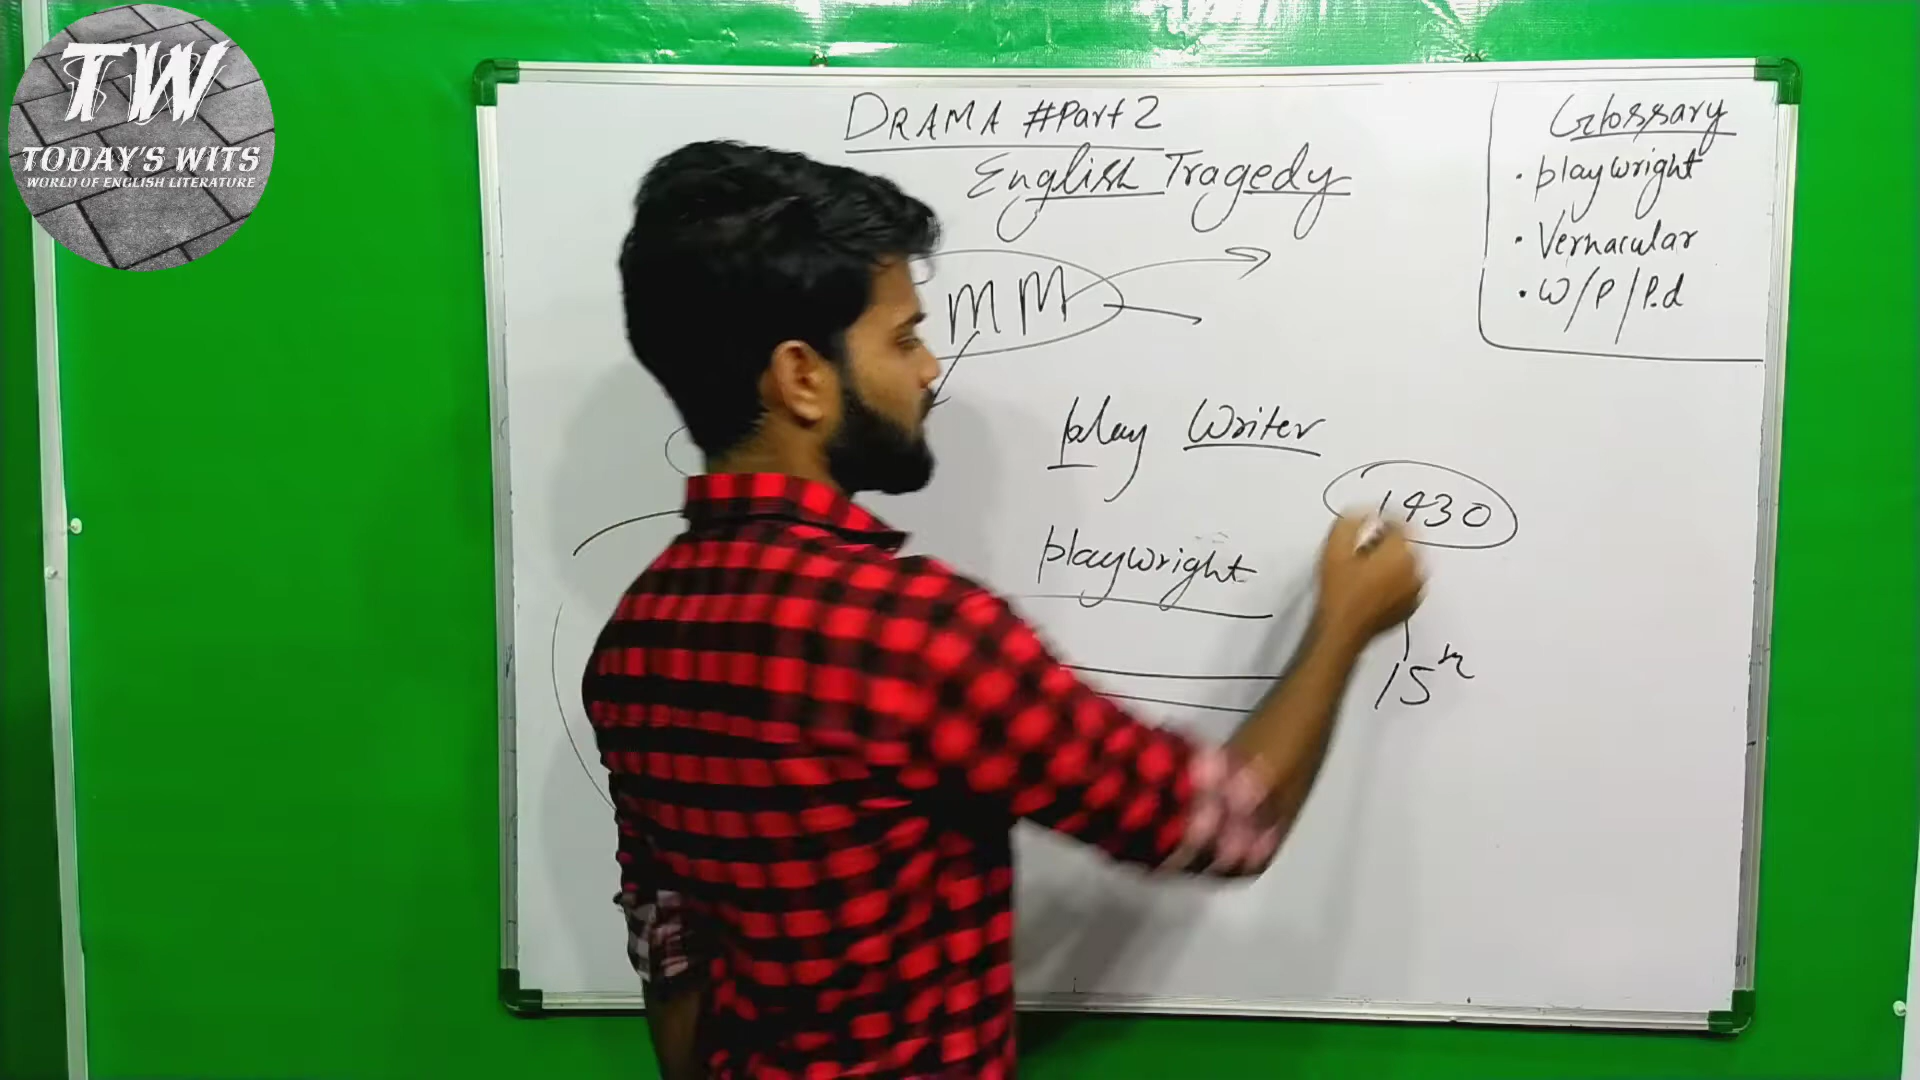 TW
TODAY'S WITS
WORLD OF ENGLISH LITERATURE
DRAMA #Part 2
English Tragedy
MM
Play Writer
1430
Playwright
15th
Glossary
• Playwright
• Vernacular
• W/P/P.d